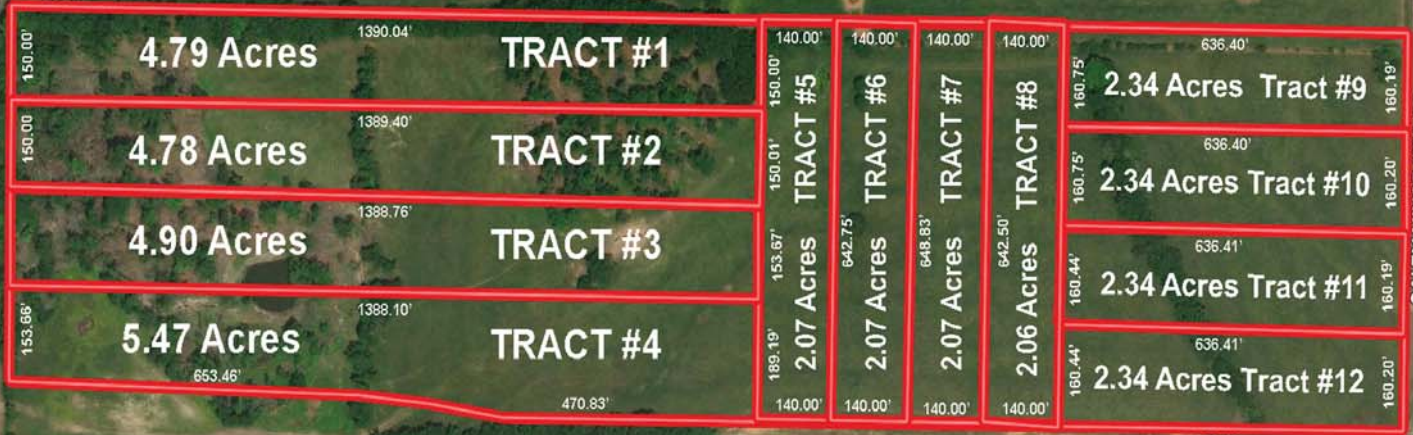 150.00'
4.79 Acres
1390.04'
TRACT #1
150.00
4.78 Acres
1389.40'
TRACT #2
4.90 Acres
1388.76'
TRACT #3
153.66'
5.47 Acres
1388.10'
TRACT #4
653.46'
470.83'
140.00'
150.00'
150.01'
153.67'
189.19'
2.07 Acres TRACT #5
140.00'
140.00'
642.75'
2.07 Acres TRACT #6
140.00'
140.00'
648.83'
2.07 Acres TRACT #7
140.00'
140.00'
642.50'
2.06 Acres TRACT #8
140.00'
636.40'
160.75'
2.34 Acres Tract #9
160.19'
636.40'
160.75'
2.34 Acres Tract #10
160.20'
636.41'
160.44'
2.34 Acres Tract #11
160.19'
636.41'
160.44'
2.34 Acres Tract #12
160.20'